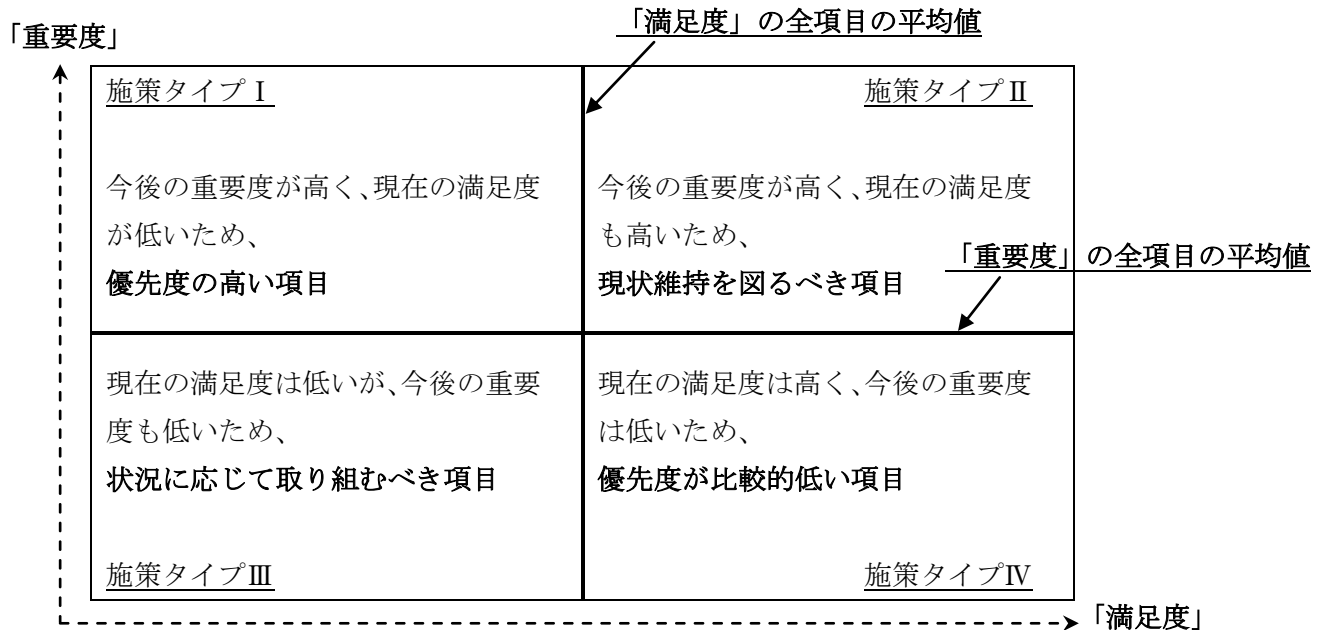 「満足度」の全項目の平均値
「重要度」
施策タイプⅠ
施策タイプⅡ
今後の重要度が高く、現在の満足度
が低いため、
優先度の高い項目
今後の重要度が高く、現在の満足度
も高いため、
現状維持を図るべき項目
「重要度」の全項目の平均値
現在の満足度は低いが、今後の重要
度も低いため、
状況に応じて取り組むべき項目
現在の満足度は高く、今後の重要度
は低いため、
優先度が比較的低い項目
施策タイプⅢ
施策タイプⅣ
「満足度」